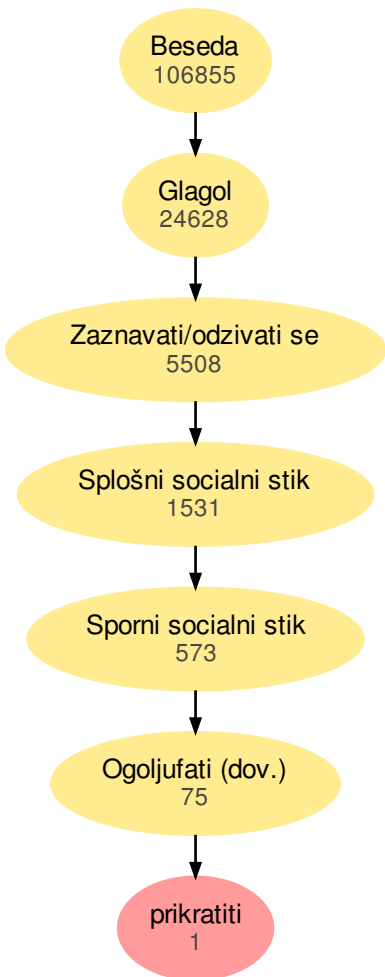 Beseda
106855
Glagol
24628
Zaznavati/odzivati se
5508
Splošni socialni stik
1531
Sporni socialni stik
573
Ogoljufati (dov.)
75
prikratiti
1